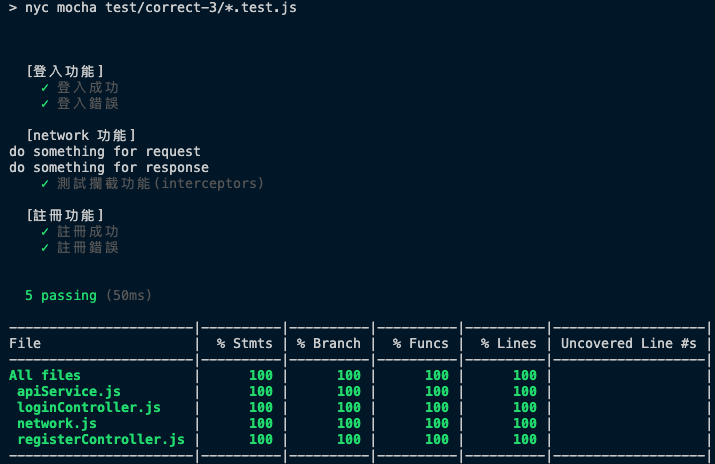 > nyc mocha test/correct-3/*.test.js
[登入功能]
✓ 登入成功
✓ 登入錯誤
[network 功能]
do something for request
do something for response
✓ 測試攔截功能(interceptors)
[註冊功能]
✓ 註冊成功
✓ 註冊錯誤
5 passing (50ms)
File | % Stmts | % Branch | % Funcs | % Lines | Uncovered Line #s |
All files | 100 | 100 | 100 | 100 | |
apiService.js | 100 | 100 | 100 | 100 | |
loginController.js | 100 | 100 | 100 | 100 | |
network.js | 100 | 100 | 100 | 100 | |
registerController.js | 100 | 100 | 100 | 100 | |